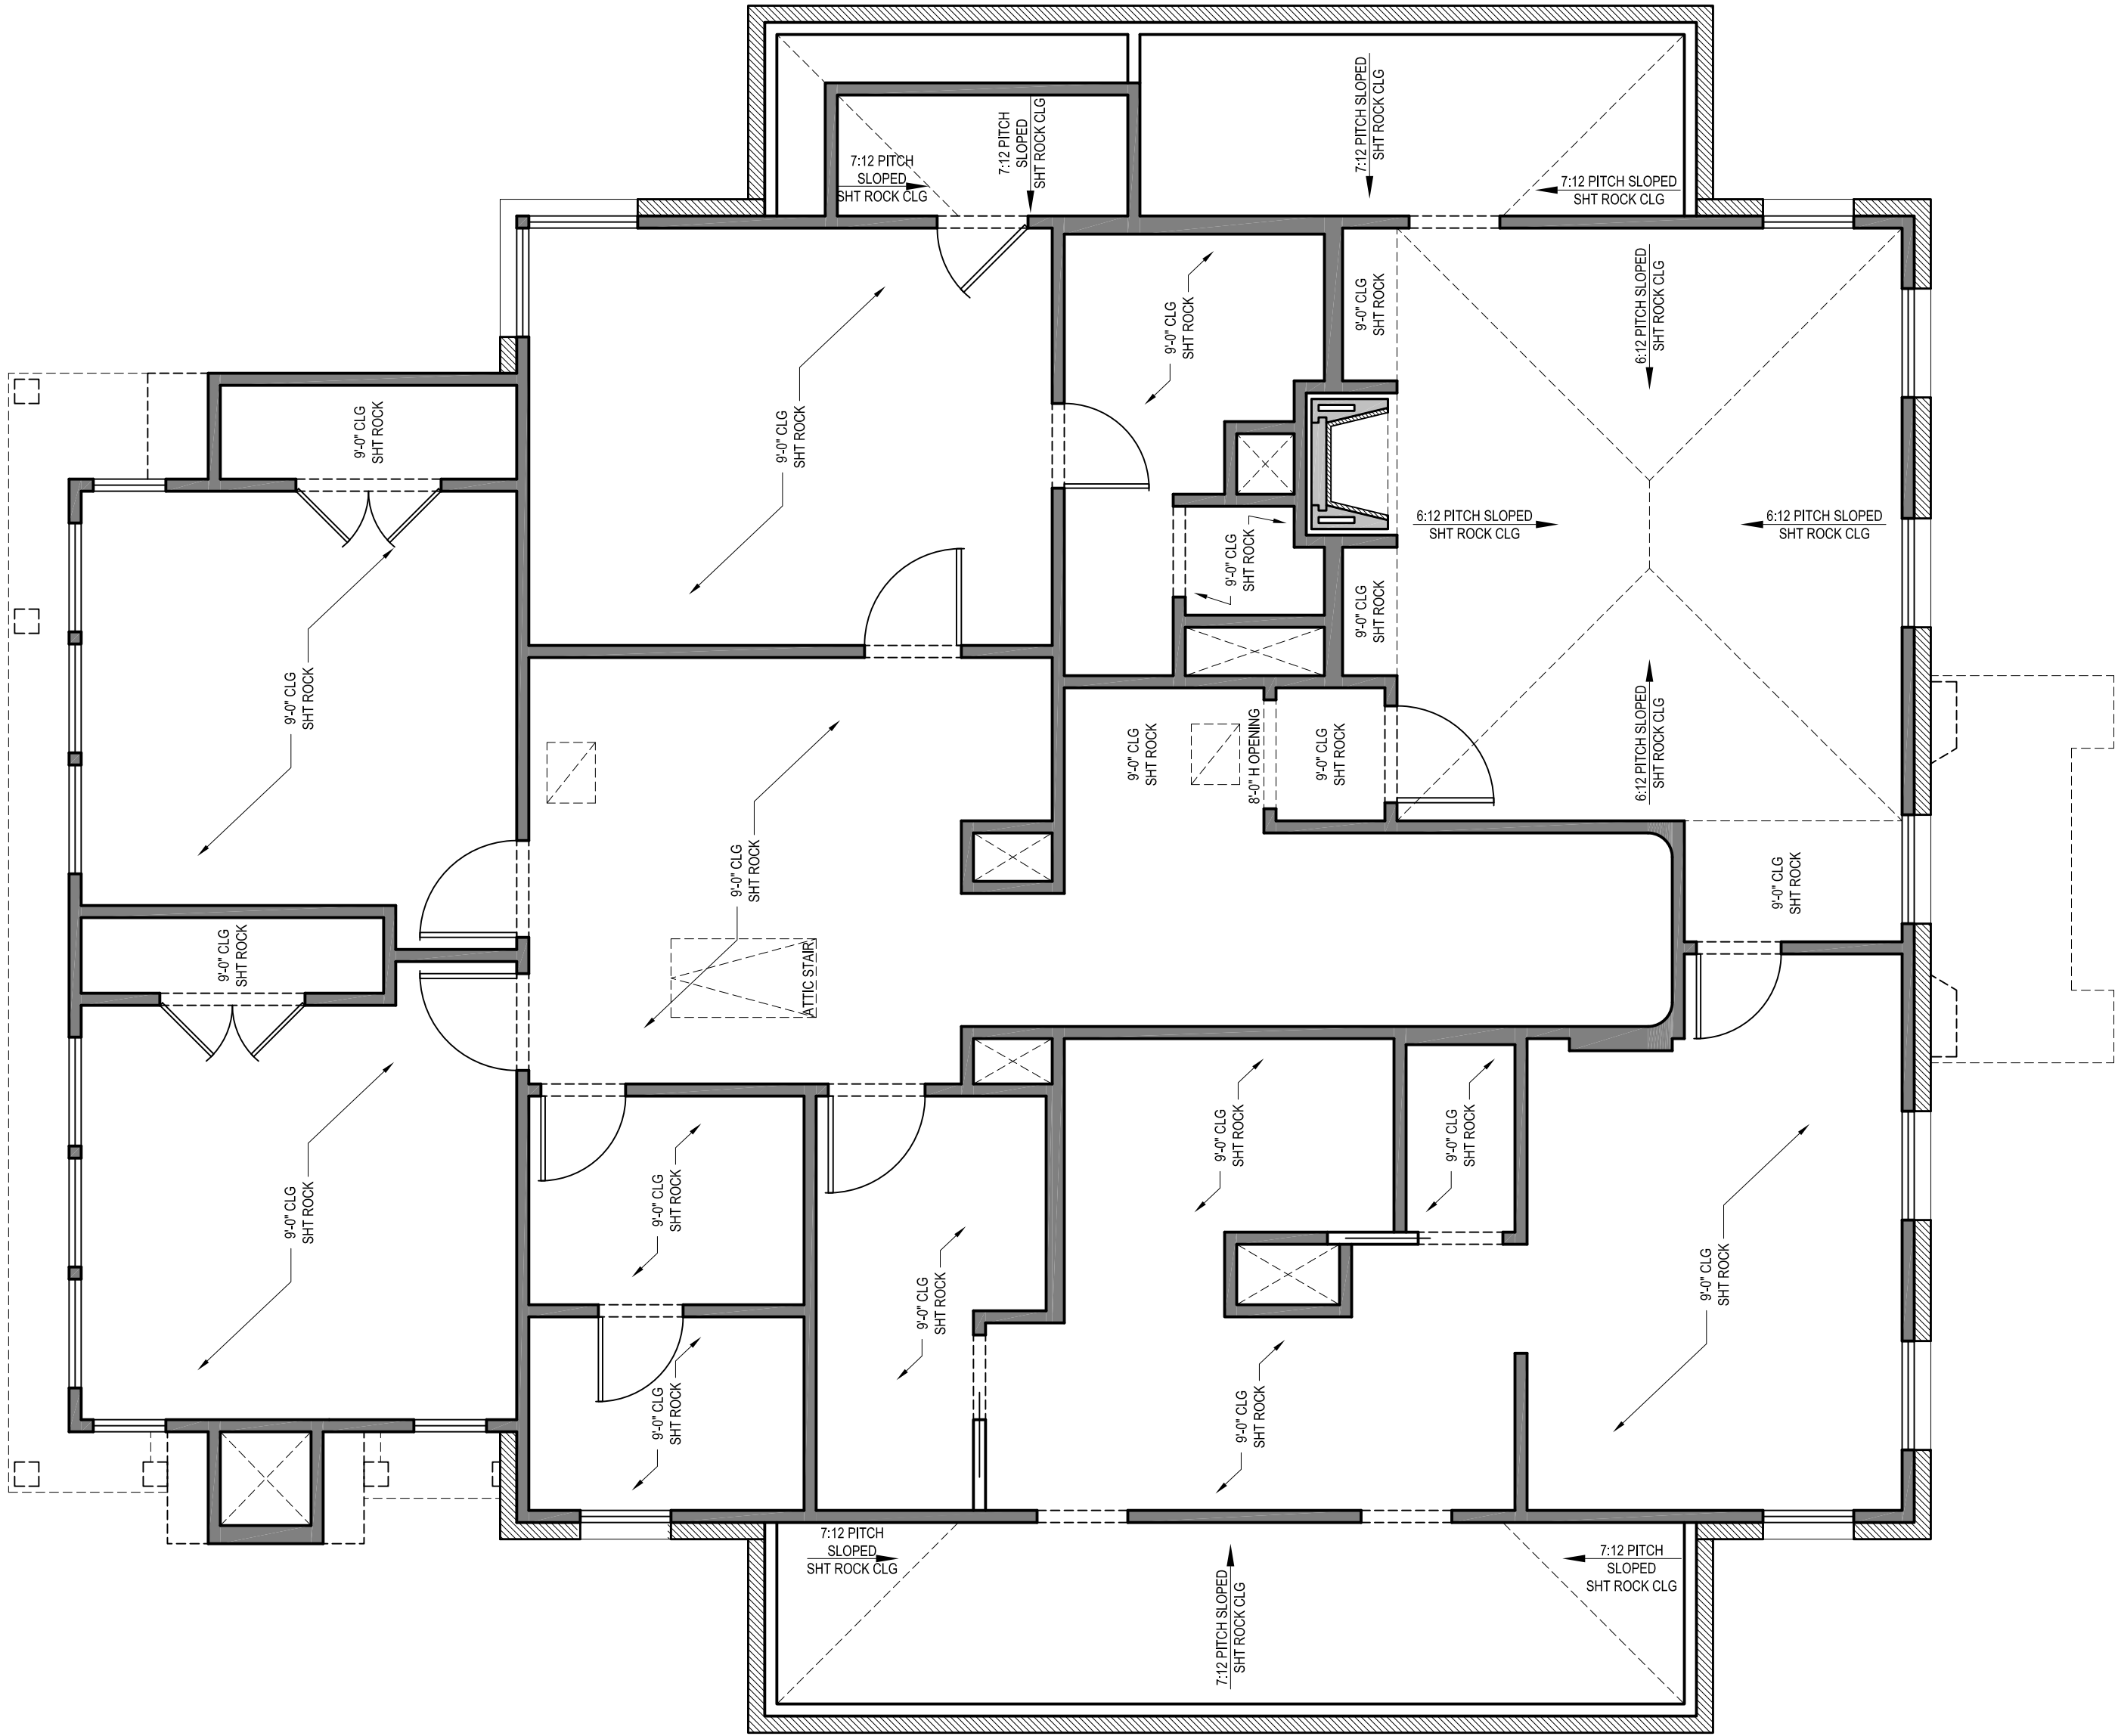 7:12 PITCH
SLOPED
SHT ROCK CLG
7:12 PITCH
SLOPED
SHT ROCK CLG
7:12 PITCH SLOPED
SHT ROCK CLG
7:12 PITCH SLOPED
SHT ROCK CLG
9'-0" CLG
SHT ROCK
9'-0" CLG
SHT ROCK
9'-0" CLG
SHT ROCK
9'-0" CLG
SHT ROCK
6:12 PITCH SLOPED
SHT ROCK CLG
6:12 PITCH SLOPED
SHT ROCK CLG
6:12 PITCH SLOPED
SHT ROCK CLG
9'-0" CLG
SHT ROCK
9'-0" CLG
SHT ROCK
9'-0" CLG
SHT ROCK
6:12 PITCH SLOPED
SHT ROCK CLG
9'-0" CLG
SHT ROCK
8'-0" H OPENING
9'-0" CLG
SHT ROCK
9'-0" CLG
SHT ROCK
9'-0" CLG
SHT ROCK
9'-0" CLG
SHT ROCK
ATTIC STAIR
9'-0" CLG
SHT ROCK
9'-0" CLG
SHT ROCK
9'-0" CLG
SHT ROCK
9'-0" CLG
SHT ROCK
9'-0" CLG
SHT ROCK
9'-0" CLG
SHT ROCK
9'-0" CLG
SHT ROCK
9'-0" CLG
SHT ROCK
7:12 PITCH
SLOPED
SHT ROCK CLG
7:12 PITCH SLOPED
SHT ROCK CLG
7:12 PITCH
SLOPED
SHT ROCK CLG